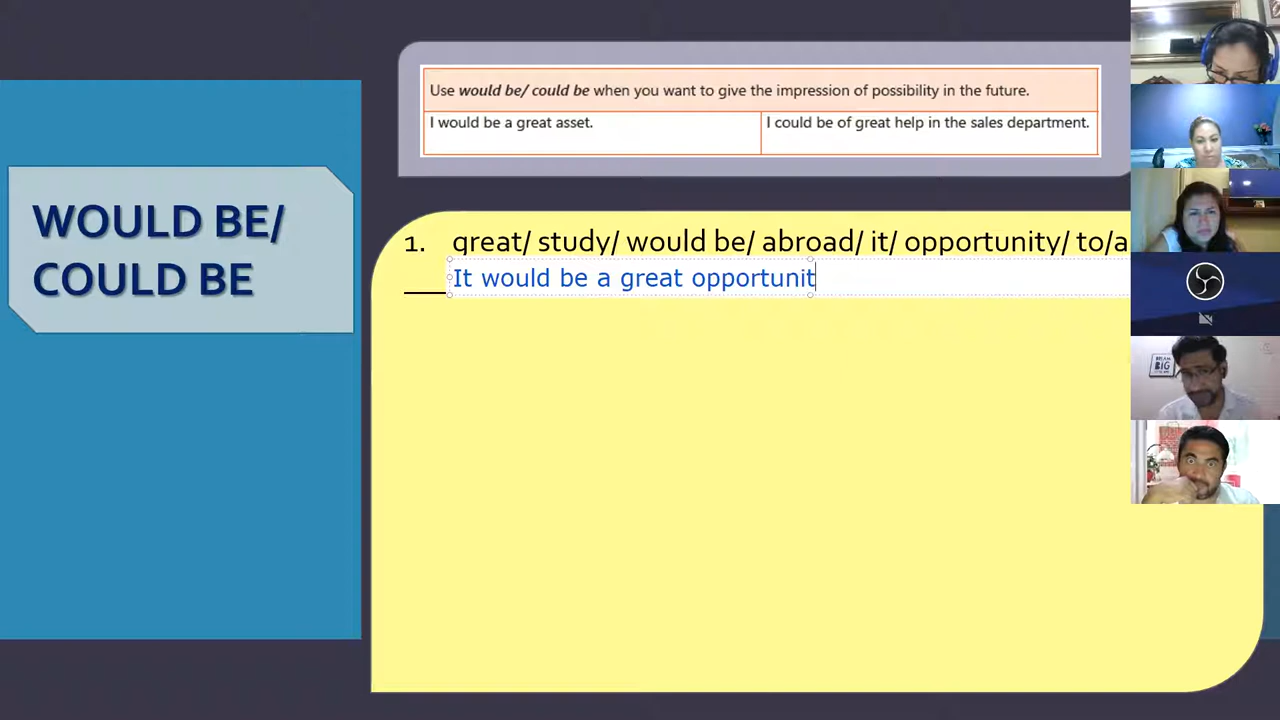 Use would be/ could be when you want to give the impression of possibility in the future.
I would be a great asset.
I could be of great help in the sales department.
WOULD BE/
COULD BE
1. great/ study/ would be/ abroad/ it/ opportunity/ to/a
It would be a great opportunit
DREAM
BIG